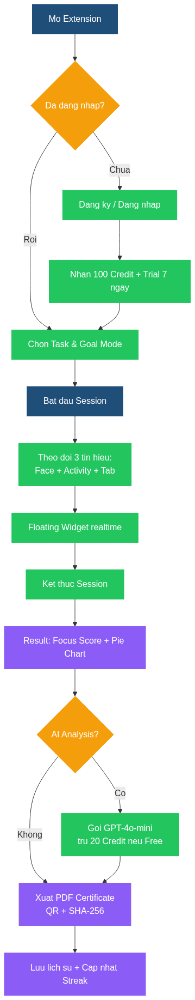 Mo Extension
Da dang nhap?
Chua
Dang ky / Dang nhap
Roi
Nhan 100 Credit + Trial 7
ngay
Chon Task & Goal Mode
Bat dau Session
Theo doi 3 tin hieu:
Face + Activity + Tab
Floating Widget realtime
Ket thuc Session
Result: Focus Score + Pie
Chart
AI Analysis?
Co
Khong
Goi GPT-4o-mini
tru 20 Credit neu Free
Xuat PDF Certificate
QR + SHA-256
Luu lich su + Cap nhat
Streak